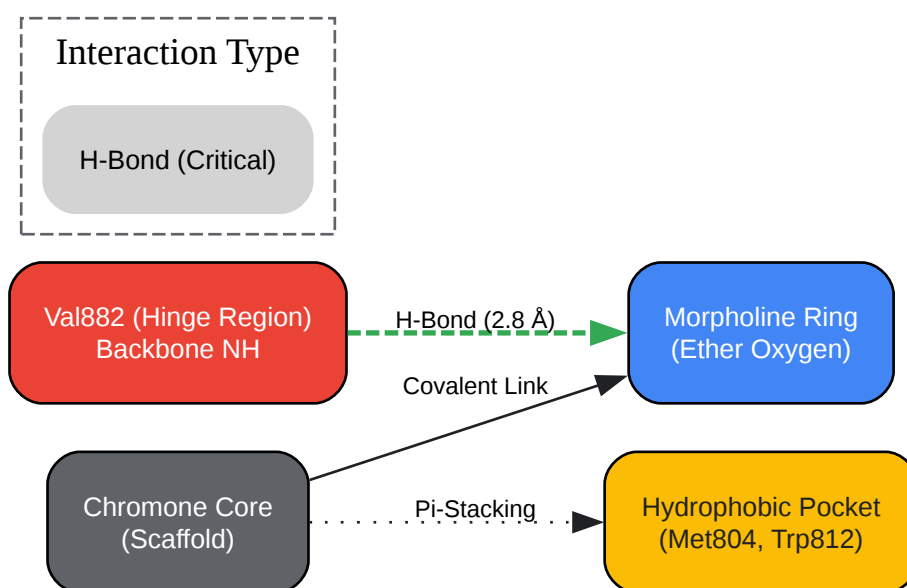 Interaction Type
H-Bond (Critical)
Val882 (Hinge Region)
Backbone NH
H-Bond (2.8 Å)
Morpholine Ring
(Ether Oxygen)
Covalent Link
Chromone Core
(Scaffold)
Pi-Stacking
Hydrophobic Pocket
(Met804, Trp812)